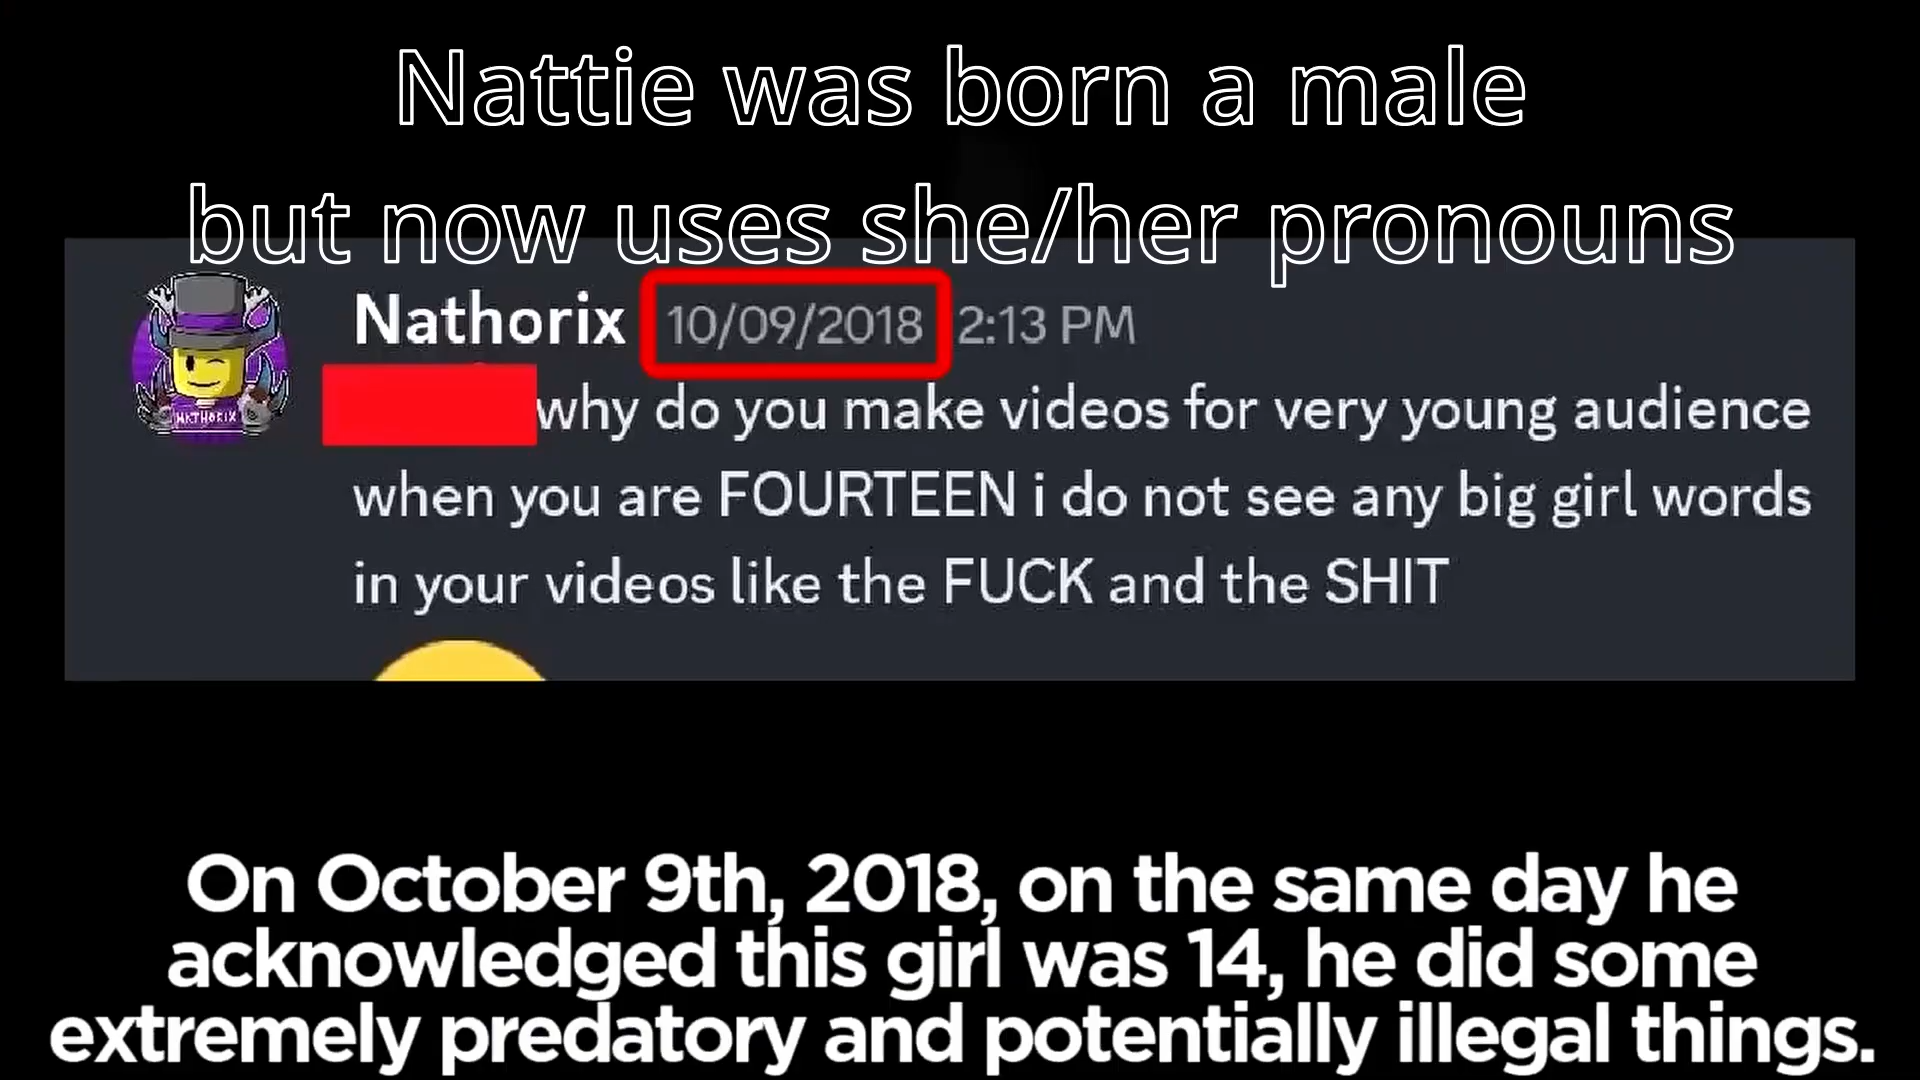 Nattie was born a male
but now uses she/her pronouns
Nathorix 10/09/2018 2:13 PM
why do you make videos for very young audience
when you are FOURTEEN i do not see any big girl words
in your videos like the FUCK and the SHIT
NATHORIX
On October 9th, 2018, on the same day he
acknowledged this girl was 14, he did some
extremely predatory and potentially illegal things.